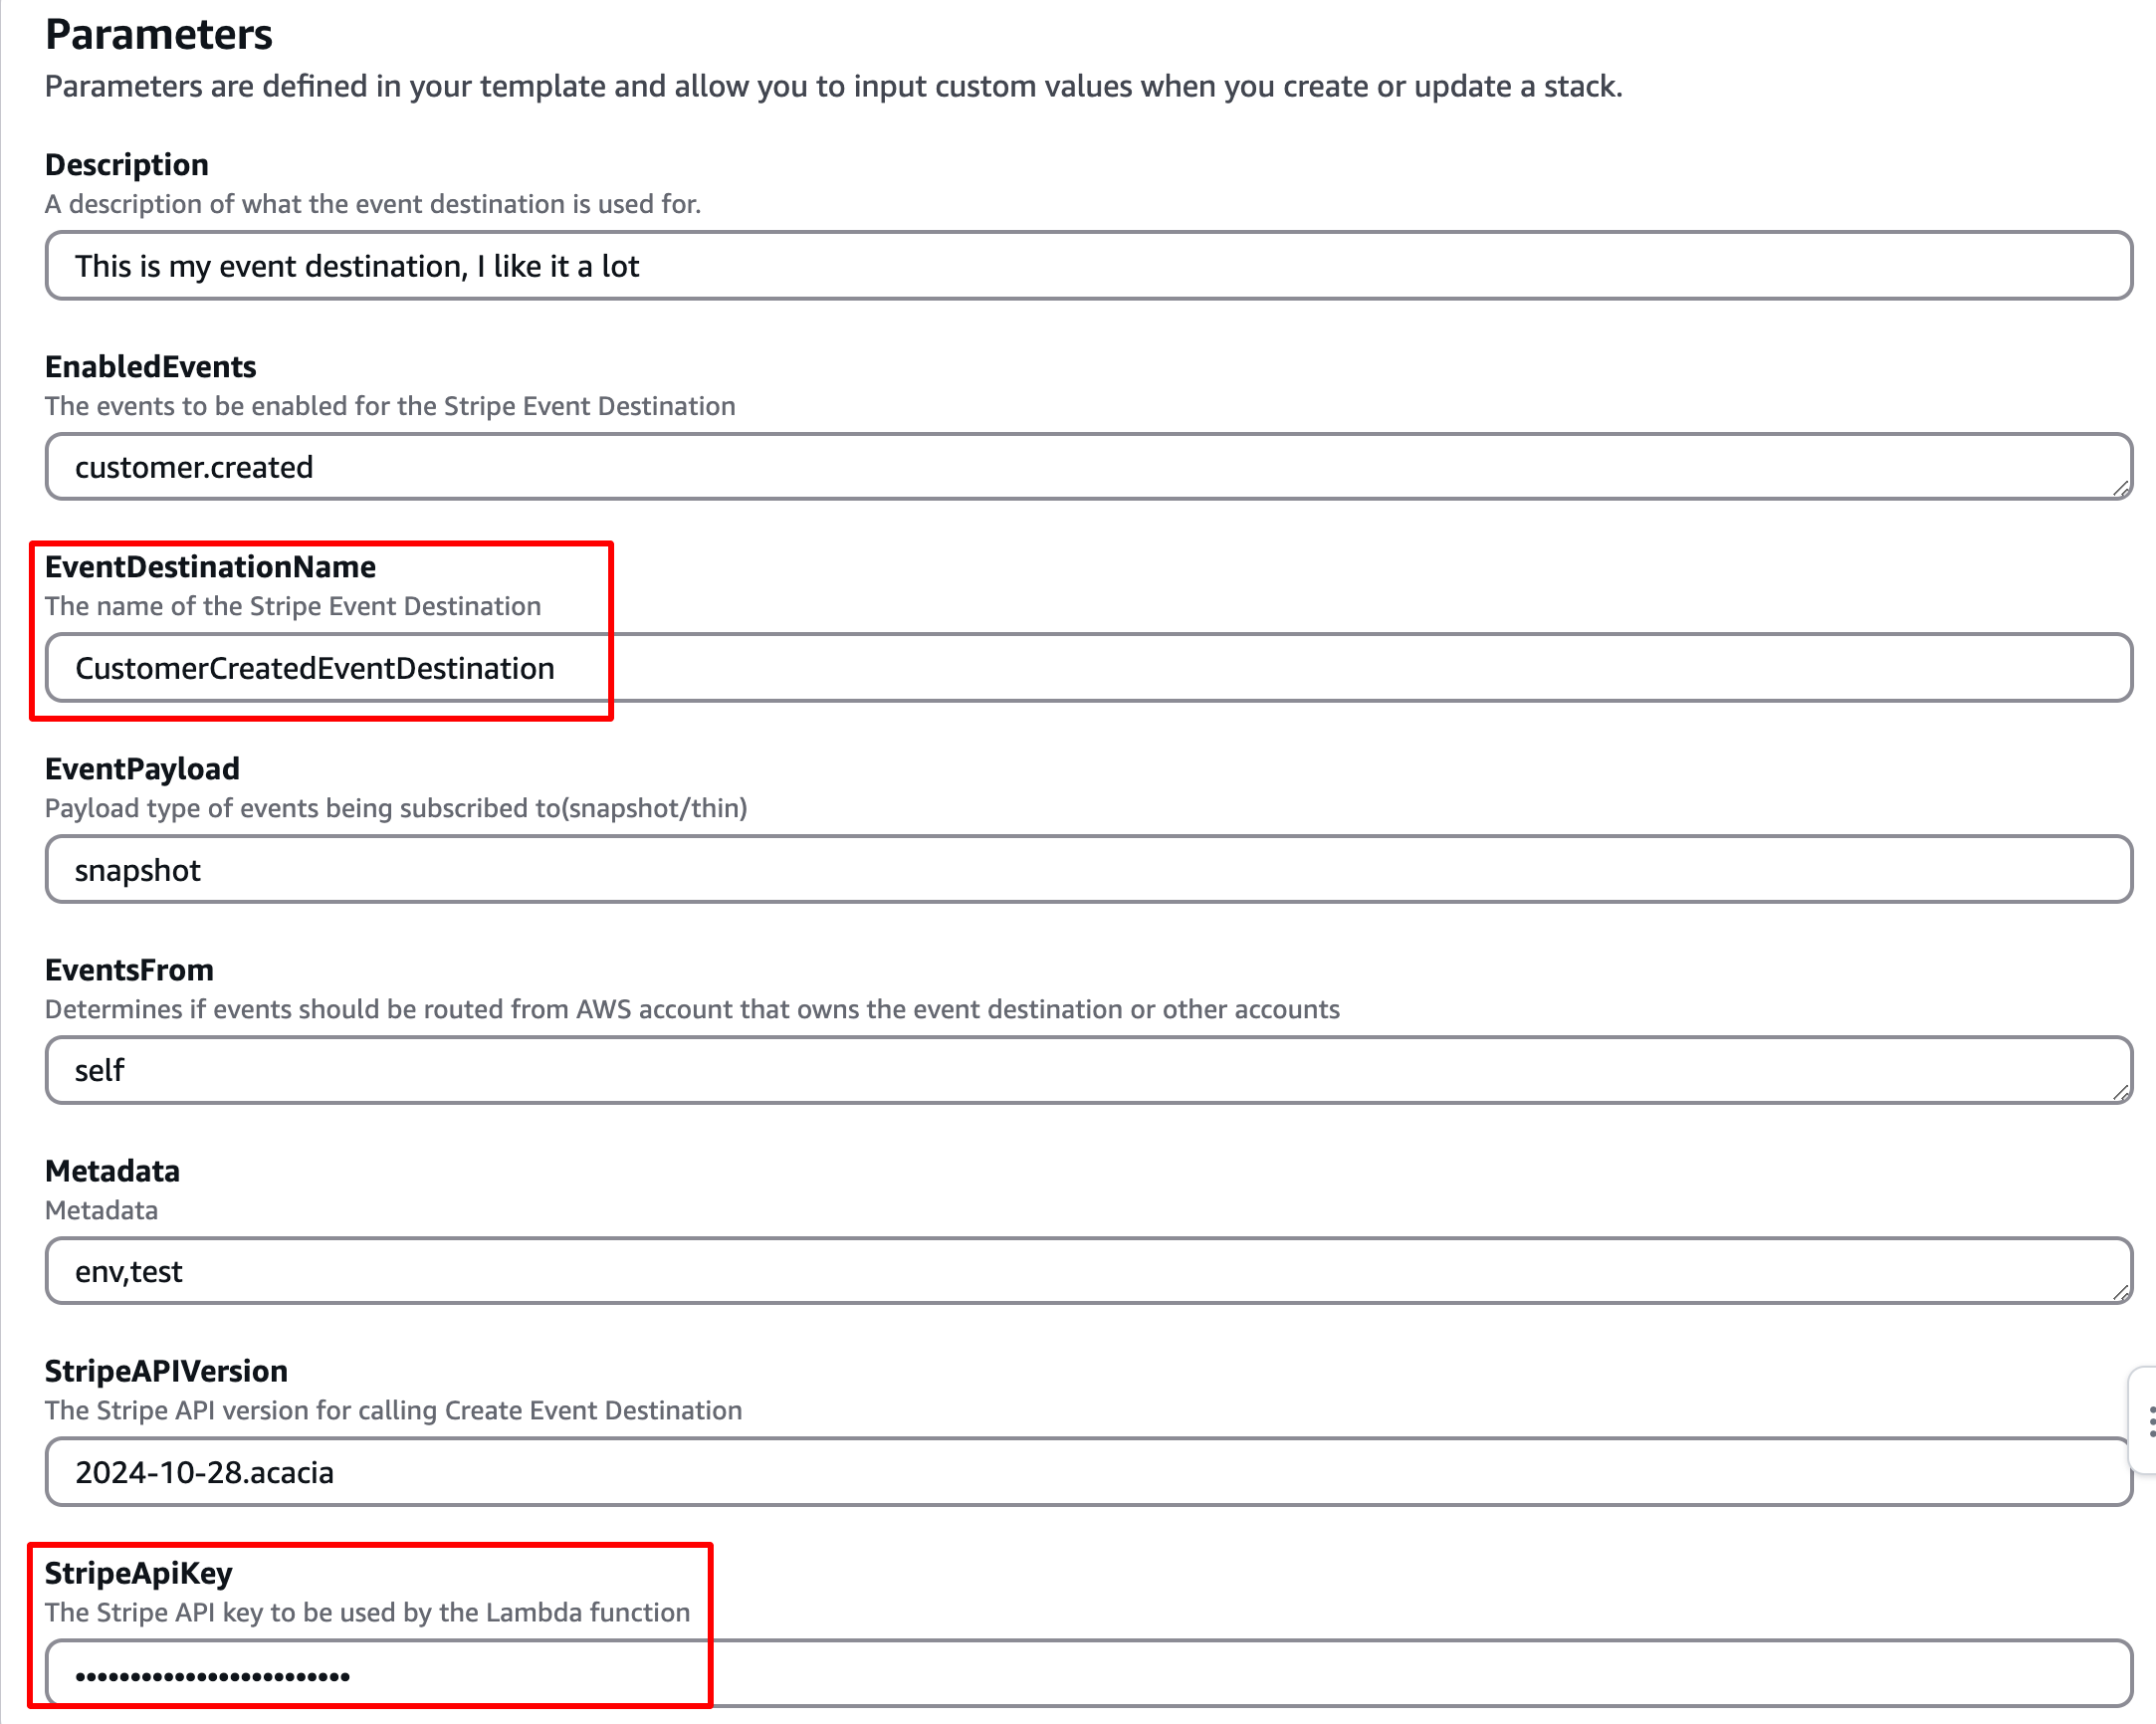 Parameters
Parameters are defined in your template and allow you to input custom values when you create or update a stack.
Description
A description of what the event destination is used for.
This is my event destination, I like it a lot
EnabledEvents
The events to be enabled for the Stripe Event Destination
customer.created
EventDestinationName
The name of the Stripe Event Destination
CustomerCreatedEventDestination
EventPayload
Payload type of events being subscribed to(snapshot/thin)
snapshot
EventsFrom
Determines if events should be routed from AWS account that owns the event destination or other accounts
self
Metadata
Metadata
env,test
StripeAPIVersion
The Stripe API version for calling Create Event Destination
2024-10-28.acacia
StripeApiKey
The Stripe API key to be used by the Lambda function
•••••••••••••••••••••••••